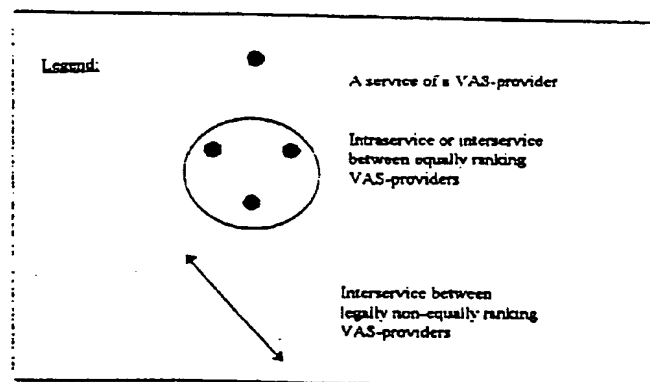 Legend:
A service of a VAS-provider
Intraservice or interservice
between equally ranking
VAS-providers
Interservice between
legally non-equally ranking
VAS-providers